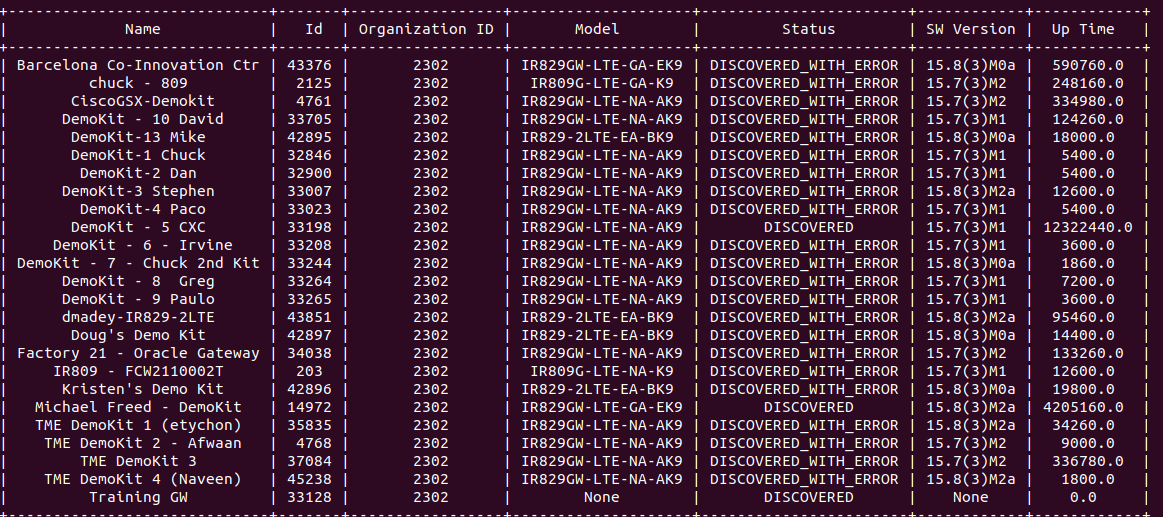 +-----------------------------+-------+-----------------+--------------------+-----------------------+------------+------------+
| Name | Id | Organization ID | Model | Status | SW Version | Up Time |
+-----------------------------+-------+-----------------+--------------------+-----------------------+------------+------------+
| Barcelona Co-Innovation Ctr | 43376 | 2302 | IR829GW-LTE-GA-EK9 | DISCOVERED_WITH_ERROR | 15.8(3)M0a | 590760.0 |
| chuck - 809 | 2125 | 2302 | IR809G-LTE-GA-K9 | DISCOVERED_WITH_ERROR | 15.7(3)M2 | 248160.0 |
| CiscoGSX-Demokit | 4761 | 2302 | IR829GW-LTE-NA-AK9 | DISCOVERED_WITH_ERROR | 15.7(3)M2 | 334980.0 |
| DemoKit - 10 David | 33705 | 2302 | IR829GW-LTE-NA-AK9 | DISCOVERED_WITH_ERROR | 15.7(3)M1 | 124260.0 |
| DemoKit-13 Mike | 42895 | 2302 | IR829-2LTE-EA-BK9 | DISCOVERED_WITH_ERROR | 15.8(3)M0a | 18000.0 |
| DemoKit-1 Chuck | 32846 | 2302 | IR829GW-LTE-NA-AK9 | DISCOVERED_WITH_ERROR | 15.7(3)M1 | 5400.0 |
| DemoKit-2 Dan | 32900 | 2302 | IR829GW-LTE-NA-AK9 | DISCOVERED_WITH_ERROR | 15.7(3)M1 | 5400.0 |
| DemoKit-3 Stephen | 33007 | 2302 | IR829GW-LTE-NA-AK9 | DISCOVERED_WITH_ERROR | 15.8(3)M2a | 12600.0 |
| DemoKit-4 Paco | 33023 | 2302 | IR829GW-LTE-NA-AK9 | DISCOVERED_WITH_ERROR | 15.7(3)M1 | 5400.0 |
| DemoKit - 5 CXC | 33198 | 2302 | IR829GW-LTE-NA-AK9 | DISCOVERED | 15.7(3)M1 | 12322440.0 |
| DemoKit - 6 - Irvine | 33208 | 2302 | IR829GW-LTE-NA-AK9 | DISCOVERED_WITH_ERROR | 15.7(3)M1 | 3600.0 |
| DemoKit - 7 - Chuck 2nd Kit | 33244 | 2302 | IR829GW-LTE-NA-AK9 | DISCOVERED_WITH_ERROR | 15.8(3)M0a | 1860.0 |
| DemoKit - 8  Greg | 33264 | 2302 | IR829GW-LTE-NA-AK9 | DISCOVERED_WITH_ERROR | 15.7(3)M1 | 7200.0 |
| DemoKit - 9 Paulo | 33265 | 2302 | IR829GW-LTE-NA-AK9 | DISCOVERED_WITH_ERROR | 15.7(3)M1 | 3600.0 |
| dmadey-IR829-2LTE | 43851 | 2302 | IR829-2LTE-EA-BK9 | DISCOVERED_WITH_ERROR | 15.8(3)M2a | 95460.0 |
| Doug's Demo Kit | 42897 | 2302 | IR829-2LTE-EA-BK9 | DISCOVERED_WITH_ERROR | 15.8(3)M0a | 14400.0 |
| Factory 21 - Oracle Gateway | 34038 | 2302 | IR829GW-LTE-NA-AK9 | DISCOVERED_WITH_ERROR | 15.7(3)M2 | 133260.0 |
| IR809 - FCW2110002T | 203 | 2302 | IR809G-LTE-NA-K9 | DISCOVERED_WITH_ERROR | 15.7(3)M1 | 12600.0 |
| Kristen's Demo Kit | 42896 | 2302 | IR829-2LTE-EA-BK9 | DISCOVERED_WITH_ERROR | 15.8(3)M0a | 19800.0 |
| Michael Freed - DemoKit | 14972 | 2302 | IR829GW-LTE-GA-EK9 | DISCOVERED | 15.8(3)M2a | 4205160.0 |
| TME DemoKit 1 (etychon) | 35835 | 2302 | IR829GW-LTE-NA-AK9 | DISCOVERED_WITH_ERROR | 15.8(3)M2a | 34260.0 |
| TME DemoKit 2 - Afwaan | 4768 | 2302 | IR829GW-LTE-NA-AK9 | DISCOVERED_WITH_ERROR | 15.7(3)M2 | 9000.0 |
| TME DemoKit 3 | 37084 | 2302 | IR829GW-LTE-NA-AK9 | DISCOVERED_WITH_ERROR | 15.7(3)M2 | 336780.0 |
| TME DemoKit 4 (Naveen) | 45238 | 2302 | IR829GW-LTE-NA-AK9 | DISCOVERED_WITH_ERROR | 15.8(3)M2a | 1800.0 |
| Training GW | 33128 | 2302 | None | DISCOVERED | None | 0.0 |
+-----------------------------+-------+-----------------+--------------------+-----------------------+------------+------------+